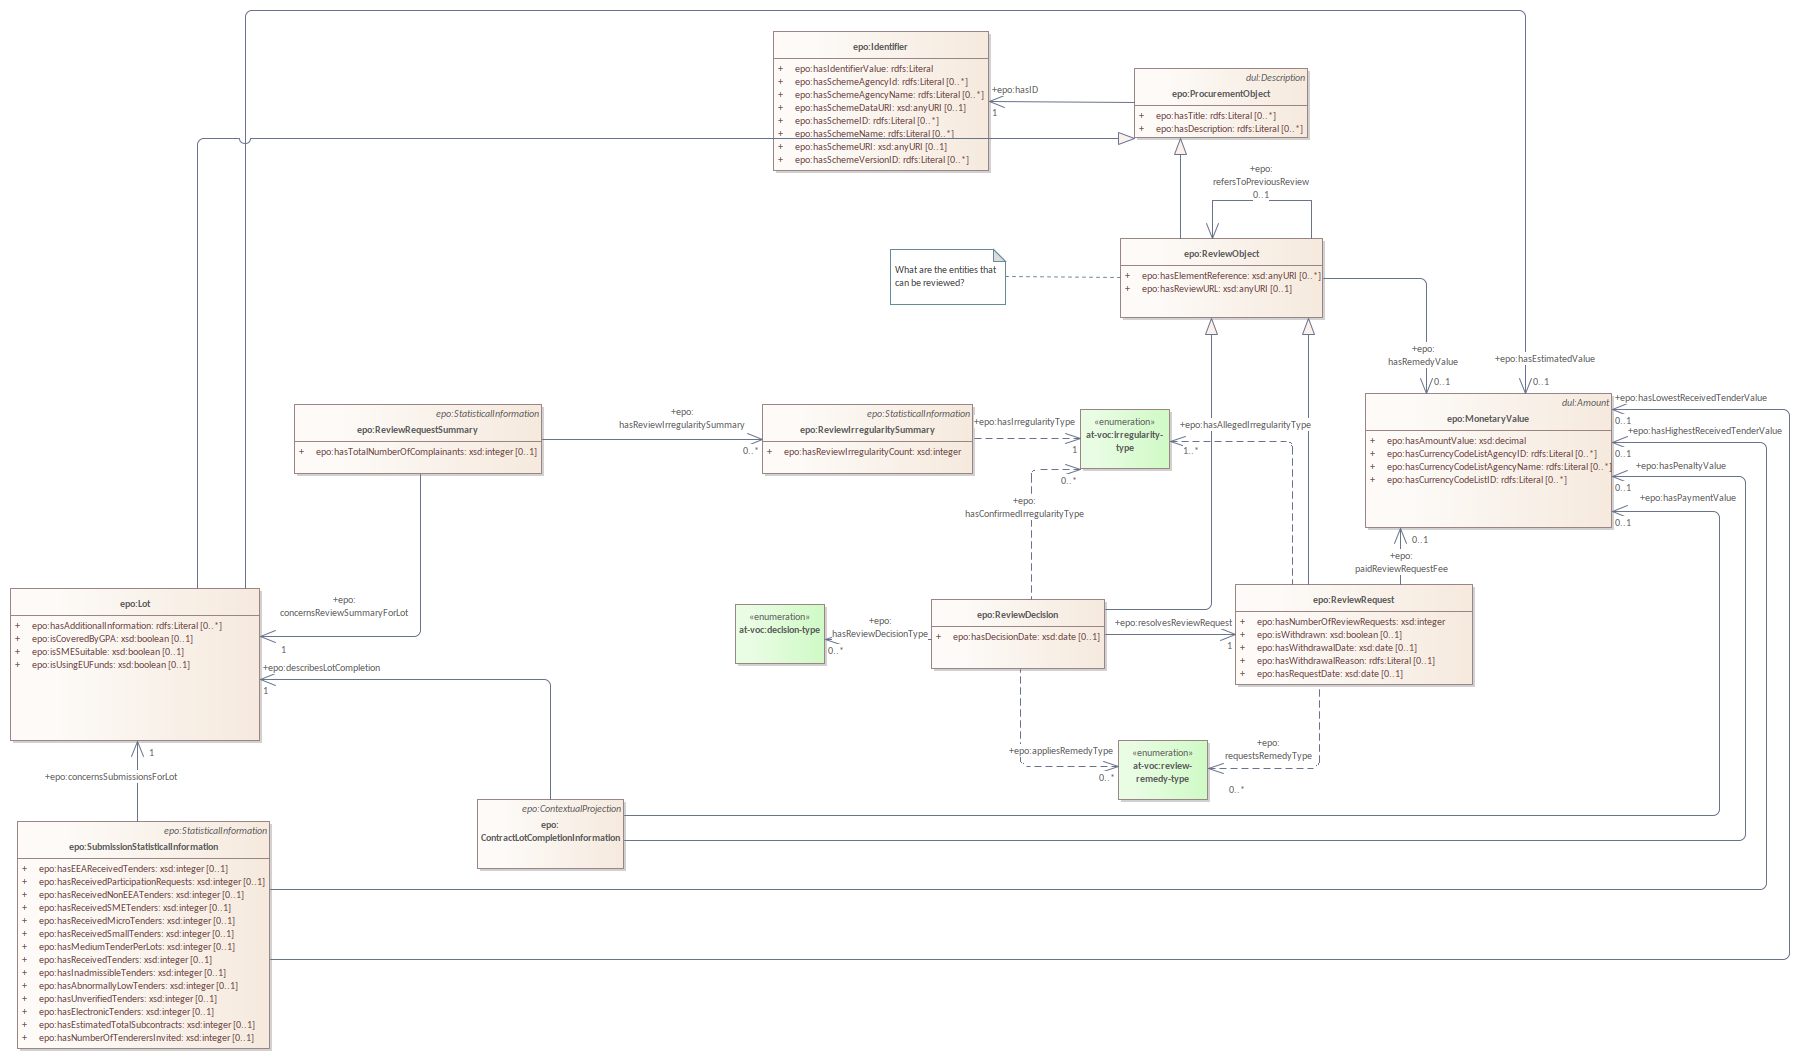 epo:Identifier
+ epo:hasIdentifierValue: rdfs:Literal
+ epo:hasSchemeAgencyId: rdfs:Literal [0..*]
+ epo:hasSchemeAgencyName: rdfs:Literal [0..*]
+ epo:hasSchemeDataURI: xsd:anyURI [0..1]
+ epo:hasSchemeID: rdfs:Literal [0..*]
+ epo:hasSchemeName: rdfs:Literal [0..*]
+ epo:hasSchemeURI: xsd:anyURI [0..1]
+ epo:hasSchemeVersionID: rdfs:Literal [0..*]
+epo:hasID
1
dul:Description
epo:ProcurementObject
+ epo:hasTitle: rdfs:Literal [0..*]
+ epo:hasDescription: rdfs:Literal [0..*]
+epo:
refersToPreviousReview
0..1
epo:ReviewObject
+ epo:hasElementReference: xsd:anyURI [0..*]
+ epo:hasReviewURL: xsd:anyURI [0..1]
What are the entities that
can be reviewed?
+epo:
hasRemedyValue
0..1
+epo:hasEstimatedValue
0..1
epo:StatisticalInformation
epo:ReviewRequestSummary
+ epo:hasTotalNumberOfComplainants: xsd:integer [0..1]
+epo:
hasReviewIrregularitySummary
0..*
epo:StatisticalInformation
epo:ReviewIrregularitySummary
+ epo:hasReviewIrregularityCount: xsd:integer
+epo:hasIrregularityType
1
«enumeration»
at-voc:irregularity-
type
+epo:hasAllegedIrregularityType
1..*
0..*
+epo:
hasConfirmedIrregularityType
dul:Amount
epo:MonetaryValue
+ epo:hasAmountValue: xsd:decimal
+ epo:hasCurrencyCodeListAgencyID: rdfs:Literal [0..*]
+ epo:hasCurrencyCodeListAgencyName: rdfs:Literal [0..*]
+ epo:hasCurrencyCodeListID: rdfs:Literal [0..*]
+epo:hasLowestReceivedTenderValue
0..1
+epo:hasHighestReceivedTenderValue
0..1
+epo:hasPenaltyValue
0..1
+epo:hasPaymentValue
0..1
0..1
+epo:
paidReviewRequestFee
epo:Lot
+ epo:hasAdditionalInformation: rdfs:Literal [0..*]
+ epo:isCoveredByGPA: xsd:boolean [0..1]
+ epo:isSMESuitable: xsd:boolean [0..1]
+ epo:isUsingEUFunds: xsd:boolean [0..1]
+epo:
concernsReviewSummaryForLot
1
+epo:describesLotCompletion
1
«enumeration»
at-voc:decision-type
+epo:
hasReviewDecisionType
0..*
epo:ReviewDecision
+ epo:hasDecisionDate: xsd:date [0..1]
+epo:resolvesReviewRequest
1
epo:ReviewRequest
+ epo:hasNumberOfReviewRequests: xsd:integer
+ epo:isWithdrawn: xsd:boolean [0..1]
+ epo:hasWithdrawalDate: xsd:date [0..1]
+ epo:hasWithdrawalReason: rdfs:Literal [0..1]
+ epo:hasRequestDate: xsd:date [0..1]
+epo:appliesRemedyType
0..*
«enumeration»
at-voc:review-
remedy-type
+epo:
requestsRemedyType
0..*
1
+epo:concernsSubmissionsForLot
epo:ContextualProjection
epo:
ContractLotCompletionInformation
epo:StatisticalInformation
epo:SubmissionStatisticalInformation
+ epo:hasEEAReceivedTenders: xsd:integer [0..1]
+ epo:hasReceivedParticipationRequests: xsd:integer [0..1]
+ epo:hasReceivedNonEEATenders: xsd:integer [0..1]
+ epo:hasReceivedSMETenders: xsd:integer [0..1]
+ epo:hasReceivedMicroTenders: xsd:integer [0..1]
+ epo:hasReceivedSmallTenders: xsd:integer [0..1]
+ epo:hasMediumTenderPerLots: xsd:integer [0..1]
+ epo:hasReceivedTenders: xsd:integer [0..1]
+ epo:hasInadmissibleTenders: xsd:integer [0..1]
+ epo:hasAbnormallyLowTenders: xsd:integer [0..1]
+ epo:hasUnverifiedTenders: xsd:integer [0..1]
+ epo:hasElectronicTenders: xsd:integer [0..1]
+ epo:hasEstimatedTotalSubcontracts: xsd:integer [0..1]
+ epo:hasNumberOfTenderersInvited: xsd:integer [0..1]